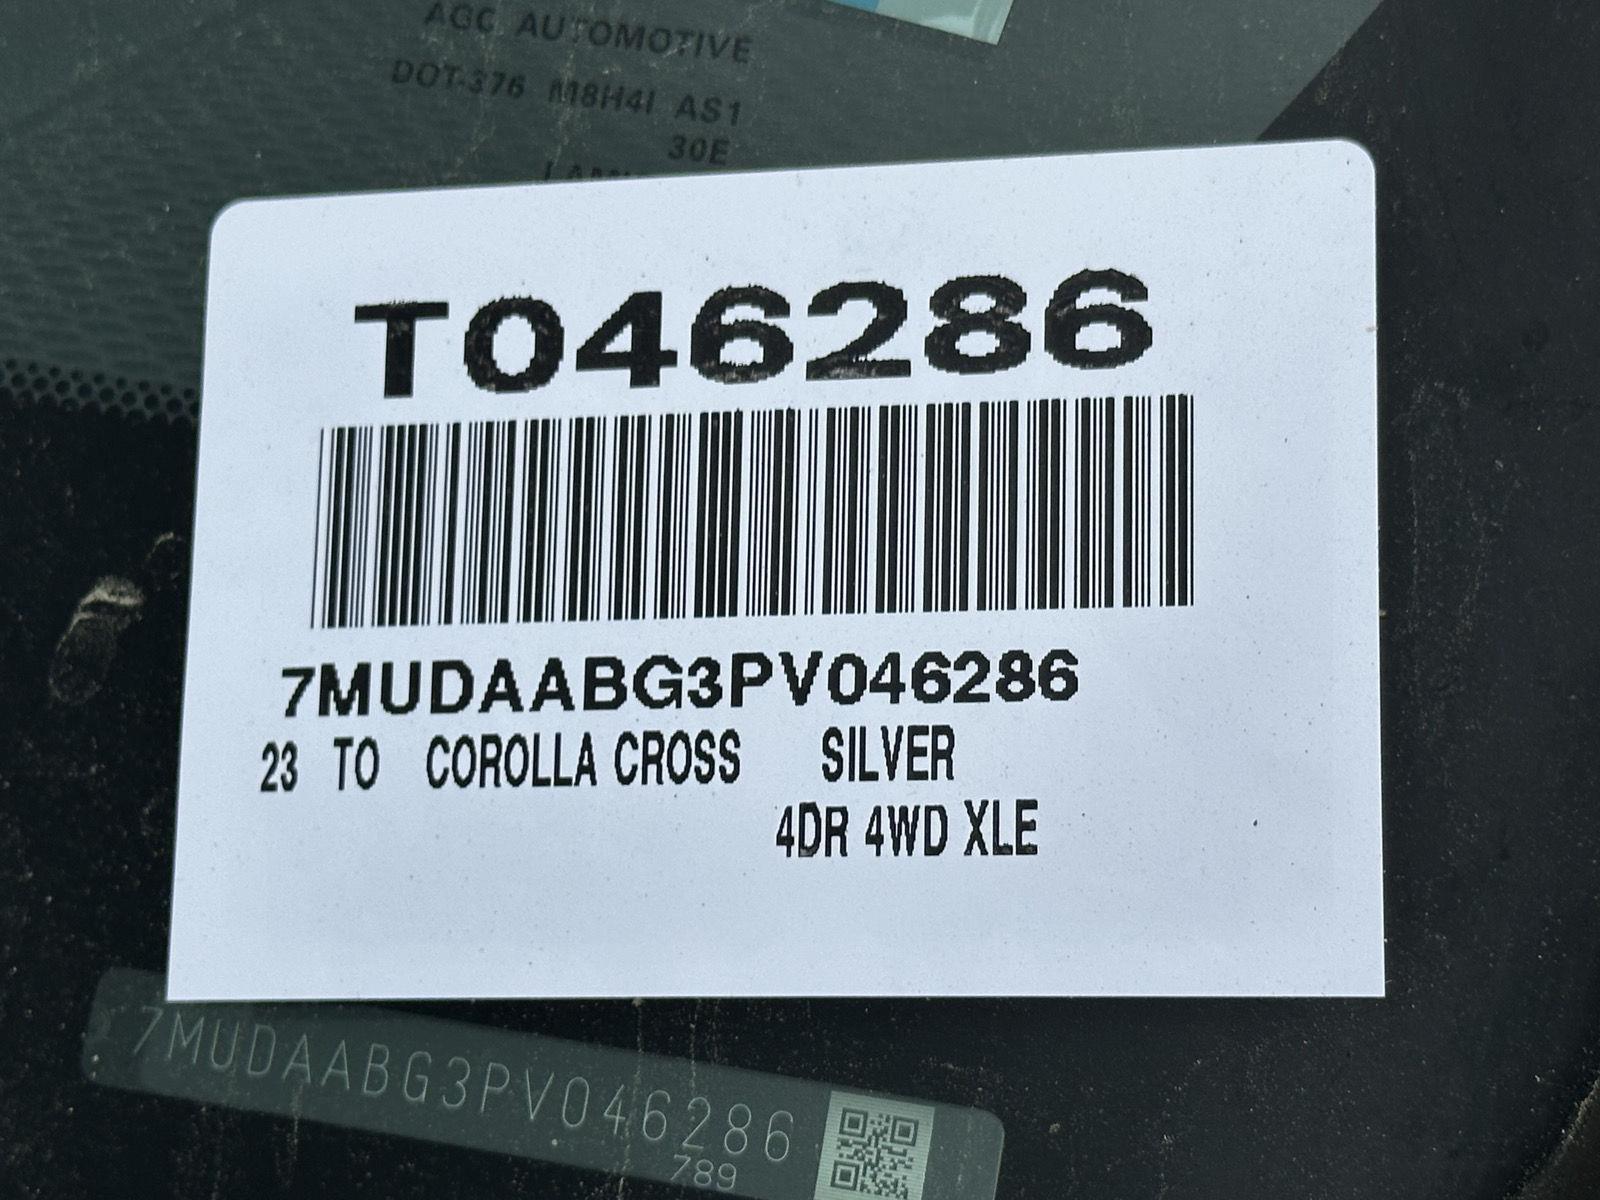 AGC AUTOMOTIVE
DOT-376 M8H4I AS1
30E
T046286
7MUDAABG3PV046286
23 TO COROLLA CROSS SILVER
4DR 4WD XLE
7MUDAABG3PV046286
789